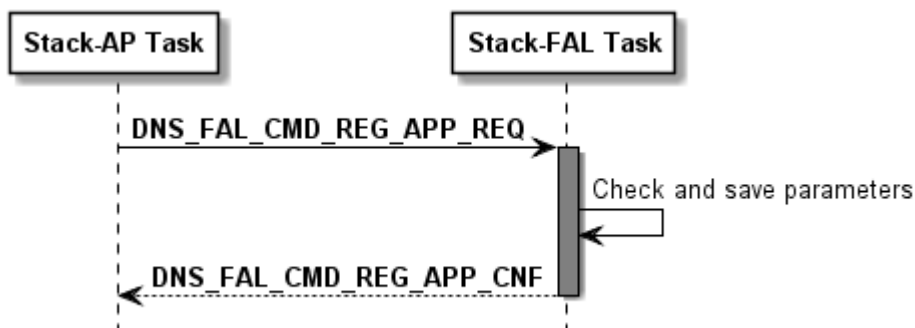 Stack-AP Task
Stack-FAL Task
DNS_FAL_CMD_REG_APP_REQ
Check and save parameters
DNS_FAL_CMD_REG_APP_CNF